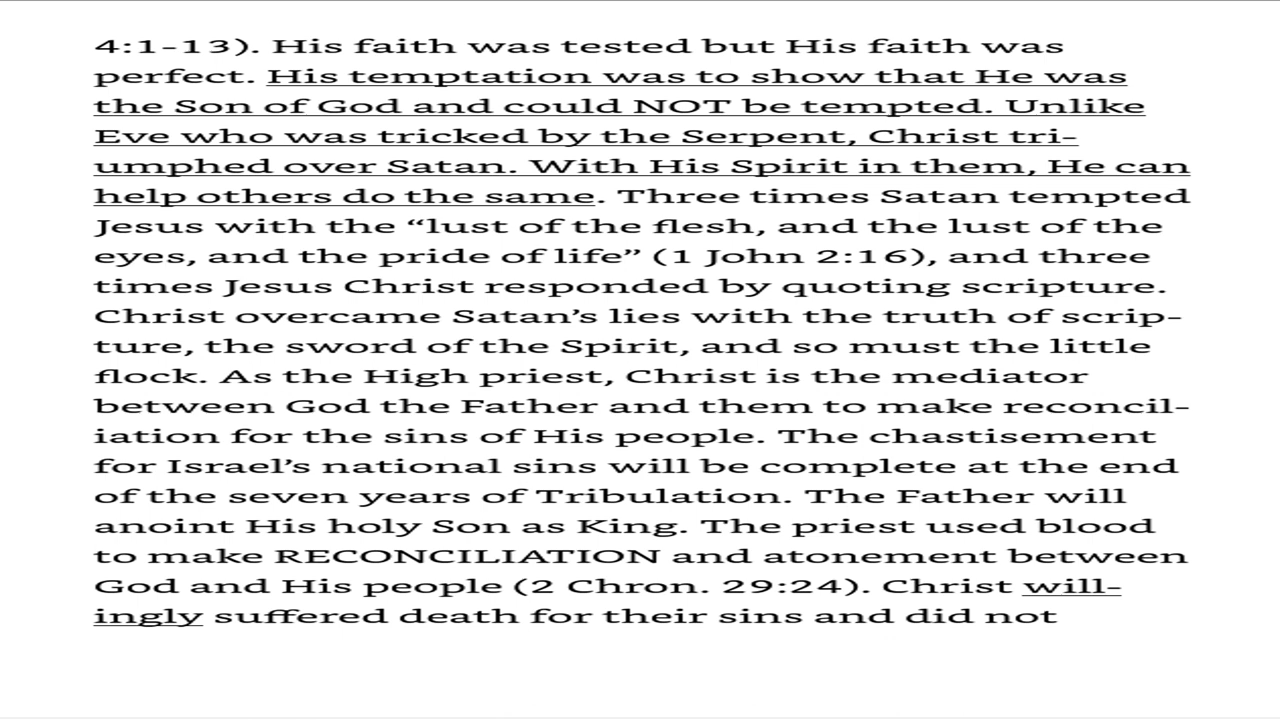 4:1-13). His faith was tested but His faith was
perfect. His temptation was to show that He was
the Son of God and could NOT be tempted. Unlike
Eve who was tricked by the Serpent, Christ tri-
umphed over Satan. With His Spirit in them, He can
help others do the same. Three times Satan tempted
Jesus with the “lust of the flesh, and the lust of the
eyes, and the pride of life” (1 John 2:16), and three
times Jesus Christ responded by quoting scripture.
Christ overcame Satan’s lies with the truth of scrip-
ture, the sword of the Spirit, and so must the little
flock. As the High priest, Christ is the mediator
between God the Father and them to make reconcil-
iation for the sins of His people. The chastisement
for Israel’s national sins will be complete at the end
of the seven years of Tribulation. The Father will
anoint His holy Son as King. The priest used blood
to make RECONCILIATION and atonement between
God and His people (2 Chron. 29:24). Christ will-
ingly suffered death for their sins and did not